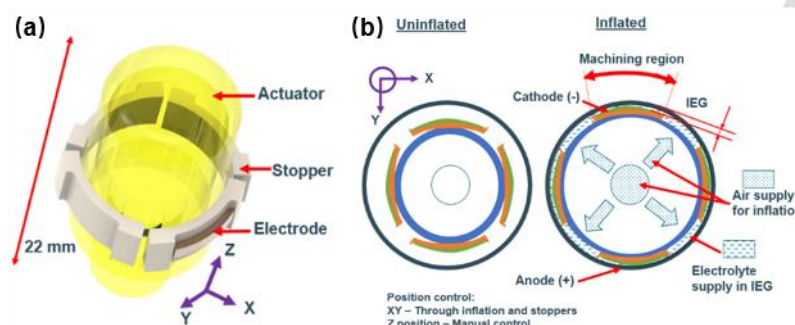 (a)
Actuator
Stopper
Electrode
22 mm
Z
Y
X
(b)
Uninflated
Inflated
X
Y
Machining region
Cathode (-)
IEG
Air supply
for inflatio
Anode (+)
Electrolyte
supply in IEG
Position control:
XY – Through inflation and stoppers
Z position – Manual control